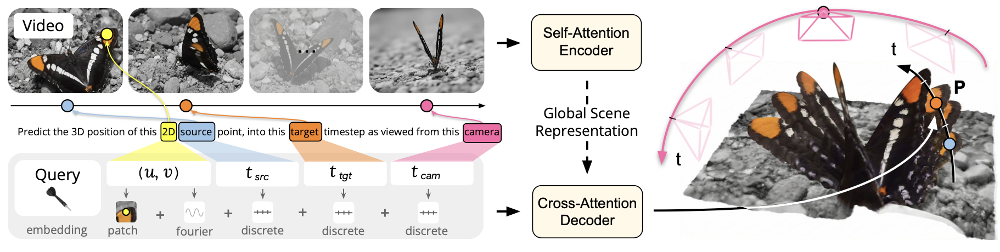 Video
...
Predict the 3D position of this 2D source point, into this target timestep as viewed from this camera
Query
embedding
(u, v)
t src
t tgt
t cam
+ + + +
patch fourier discrete discrete discrete
Self-Attention
Encoder
Global Scene
Representation
Cross-Attention
Decoder
t
P
t